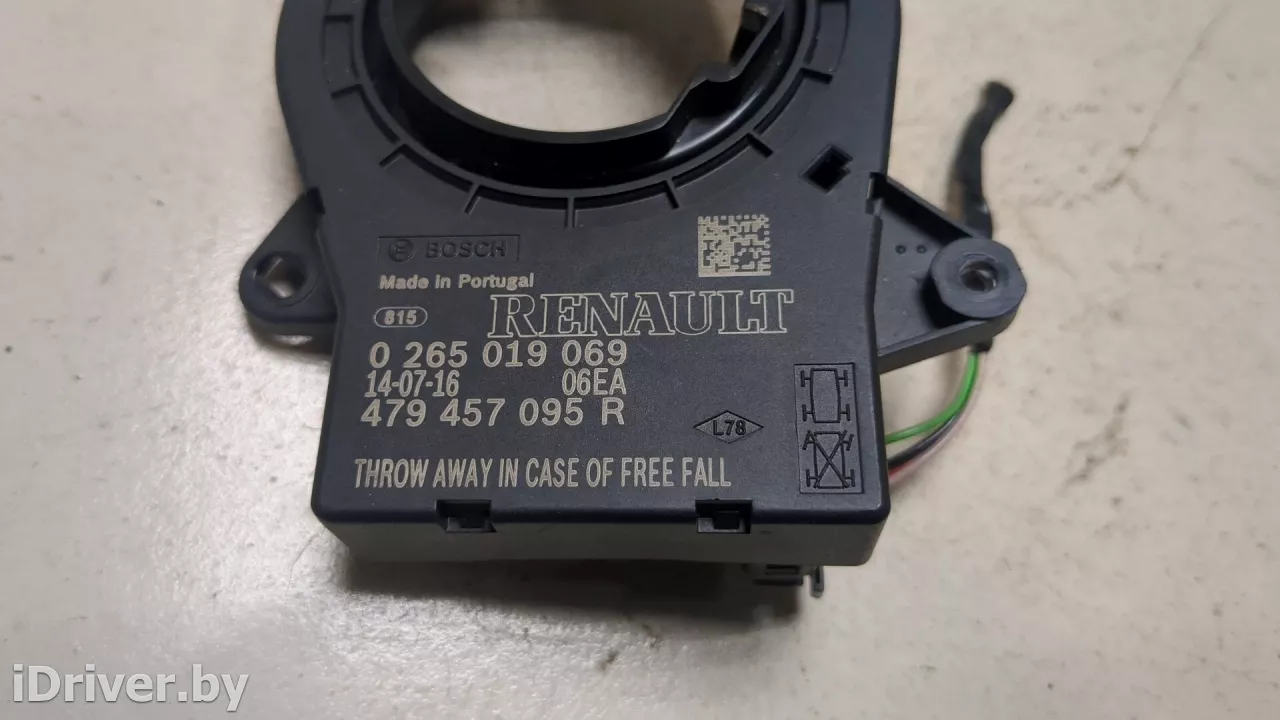 BOSCH
Made in Portugal
815
RENAULT
0 265 019 069
14-07-16 06EA
479 457 095 R
L78
THROW AWAY IN CASE OF FREE FALL
iDriver.by